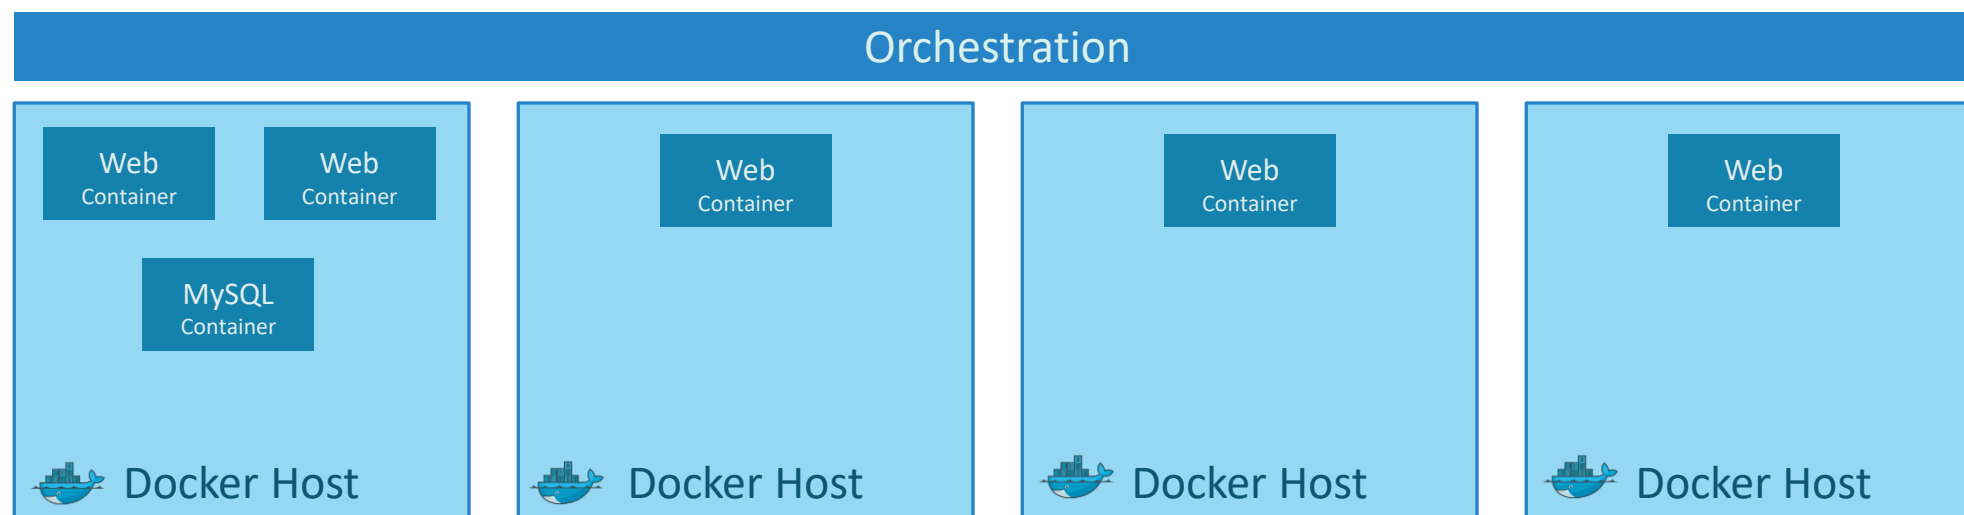 Orchestration
Web
Container
Web
Container
MySQL
Container
Docker Host
Web
Container
Docker Host
Web
Container
Docker Host
Web
Container
Docker Host